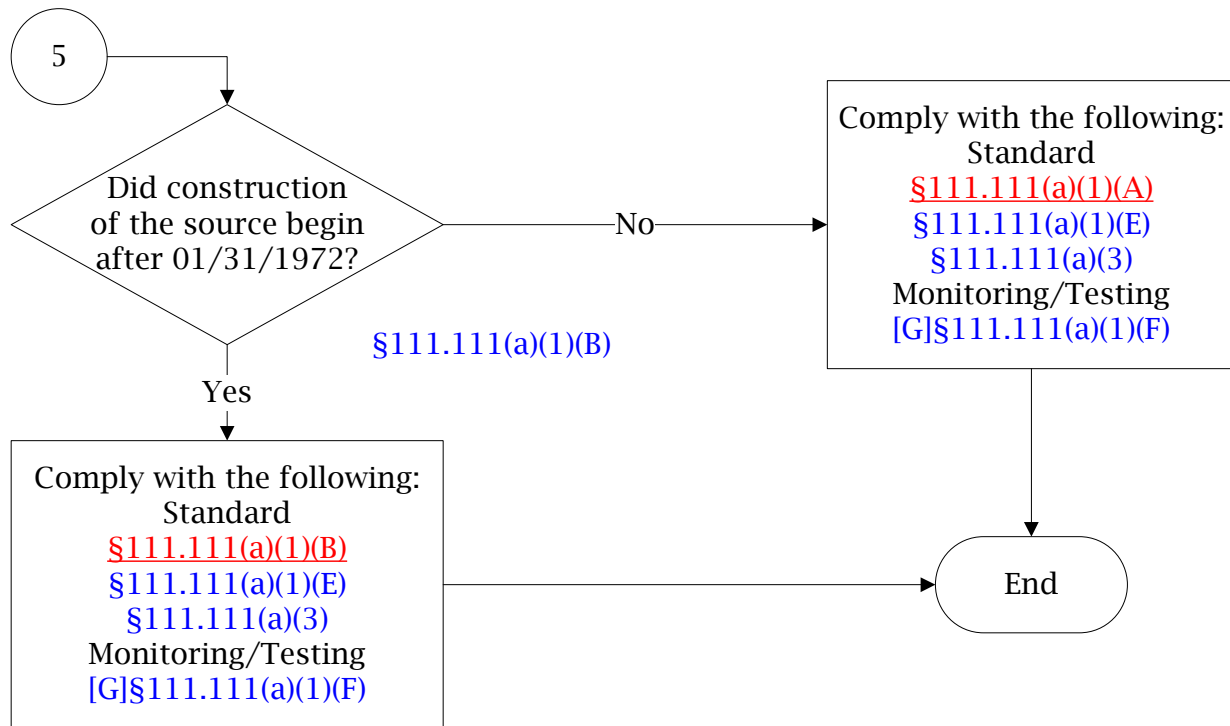 5
Did construction
of the source begin
after 01/31/1972?
No
Comply with the following:
Standard
§111.111(a)(1)(A)
§111.111(a)(1)(E)
§111.111(a)(3)
Monitoring/Testing
[G]§111.111(a)(1)(F)
§111.111(a)(1)(B)
Yes
Comply with the following:
Standard
§111.111(a)(1)(B)
§111.111(a)(1)(E)
§111.111(a)(3)
Monitoring/Testing
[G]§111.111(a)(1)(F)
End